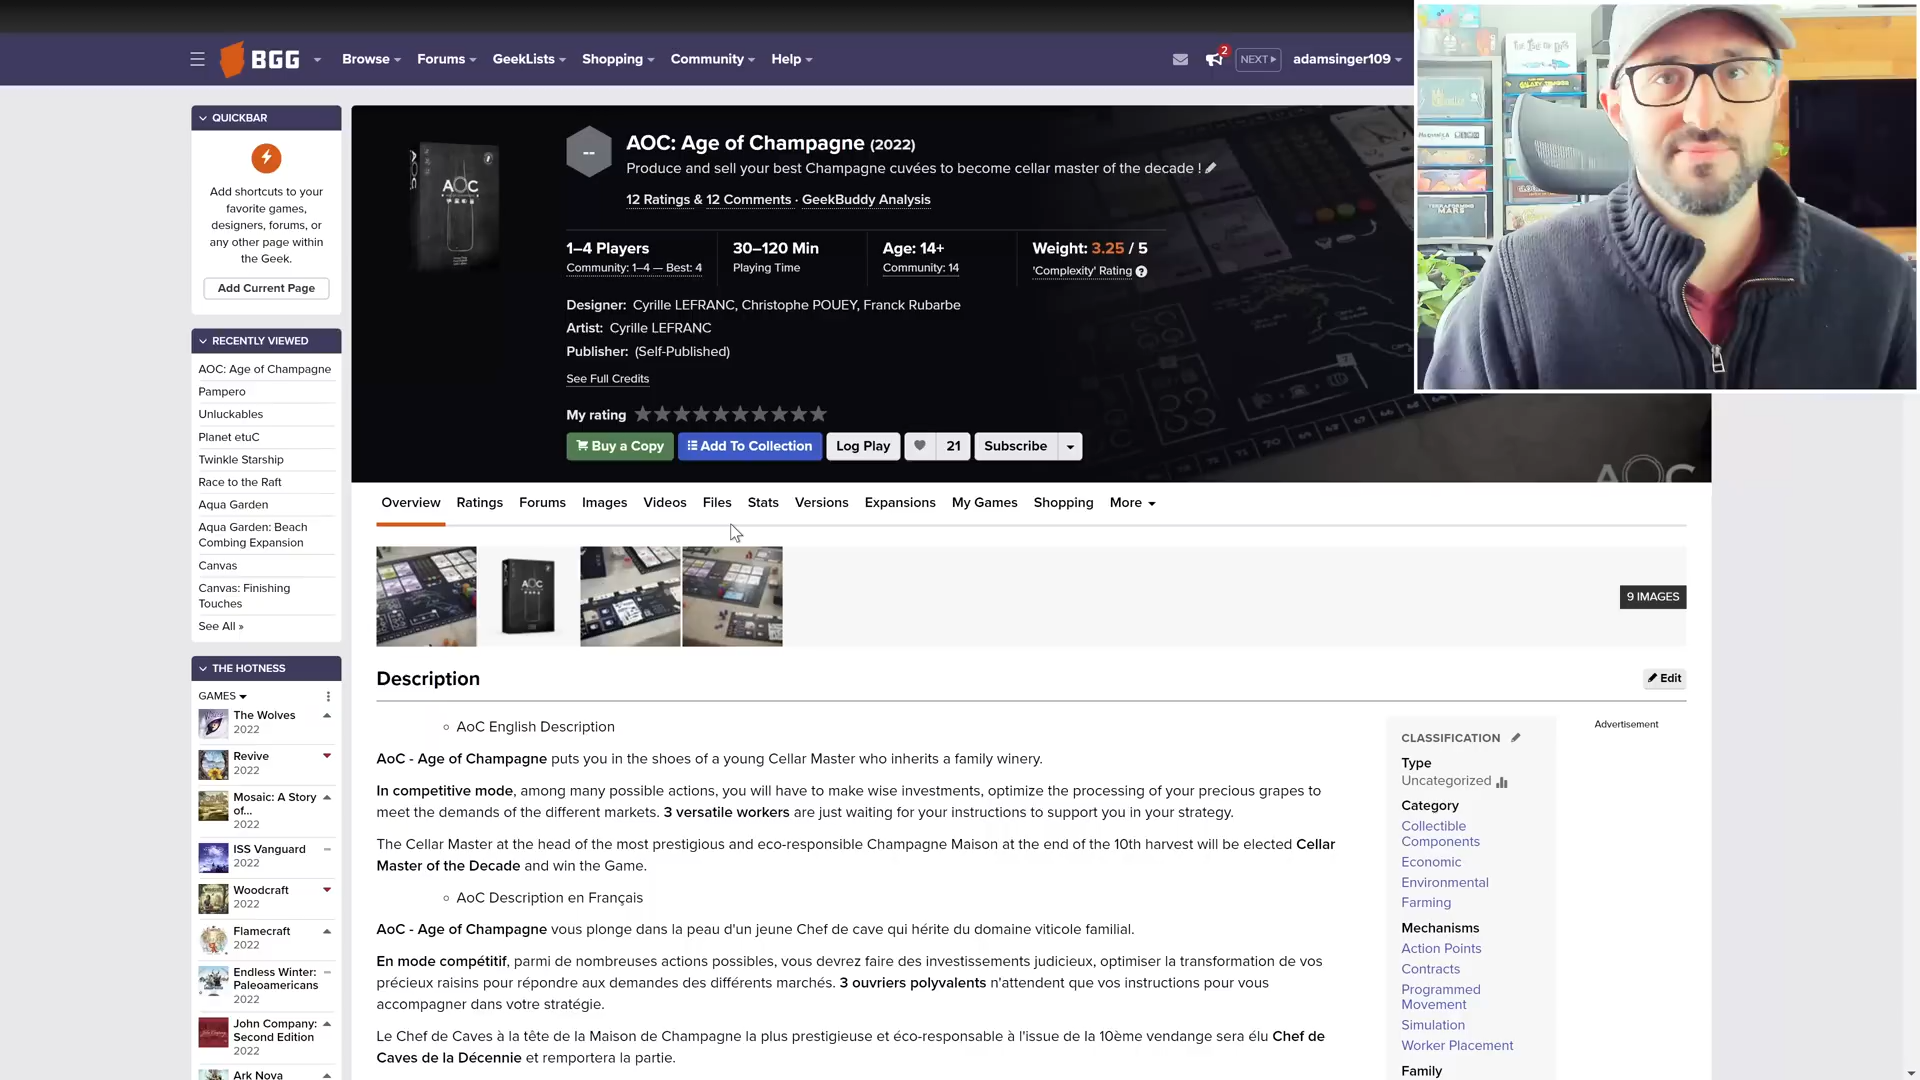 BGG
Browse
Forums
GeekLists
Shopping
Community
Help
2
NEXT
adamsinger109
QUICKBAR
Add shortcuts to your
favorite games,
designers, forums, or
any other page within
the Geek.
Add Current Page
RECENTLY VIEWED
AOC: Age of Champagne
Pampero
Unluckables
Planet etuC
Twinkle Starship
Race to the Raft
Aqua Garden
Aqua Garden: Beach
Combing Expansion
Canvas
Canvas: Finishing
Touches
See All »
THE HOTNESS
GAMES
The Wolves
2022
Revive
2022
Mosaic: A Story
of...
2022
ISS Vanguard
2022
Woodcraft
2022
Flamecraft
2022
Endless Winter:
Paleoamericans
2022
John Company:
Second Edition
2022
Ark Nova
AOC
--
AOC: Age of Champagne (2022)
Produce and sell your best Champagne cuvées to become cellar master of the decade !
12 Ratings & 12 Comments · GeekBuddy Analysis
1–4 Players
Community: 1–4 — Best: 4
30–120 Min
Playing Time
Age: 14+
Community: 14
Weight: 3.25 / 5
'Complexity' Rating
Designer: Cyrille LEFRANC, Christophe POUEY, Franck Rubarbe
Artist: Cyrille LEFRANC
Publisher: (Self-Published)
See Full Credits
My rating
Buy a Copy
Add To Collection
Log Play
21
Subscribe
AOC
Overview
Ratings
Forums
Images
Videos
Files
Stats
Versions
Expansions
My Games
Shopping
More
AOC
9 IMAGES
Description
Edit
AoC English Description
AoC - Age of Champagne puts you in the shoes of a young Cellar Master who inherits a family winery.
In competitive mode, among many possible actions, you will have to make wise investments, optimize the processing of your precious grapes to
meet the demands of the different markets. 3 versatile workers are just waiting for your instructions to support you in your strategy.
The Cellar Master at the head of the most prestigious and eco-responsible Champagne Maison at the end of the 10th harvest will be elected Cellar
Master of the Decade and win the Game.
AoC Description en Français
AoC - Age of Champagne vous plonge dans la peau d'un jeune Chef de cave qui hérite du domaine viticole familial.
En mode compétitif, parmi de nombreuses actions possibles, vous devrez faire des investissements judicieux, optimiser la transformation de vos
précieux raisins pour répondre aux demandes des différents marchés. 3 ouvriers polyvalents n'attendent que vos instructions pour vous
accompagner dans votre stratégie.
Le Chef de Caves à la tête de la Maison de Champagne la plus prestigieuse et éco-responsable à l'issue de la 10ème vendange sera élu Chef de
Caves de la Décennie et remportera la partie.
CLASSIFICATION
Type
Uncategorized
Category
Collectible
Components
Economic
Environmental
Farming
Mechanisms
Action Points
Contracts
Programmed
Movement
Simulation
Worker Placement
Family
Advertisement
TERRAFORMING
MARS